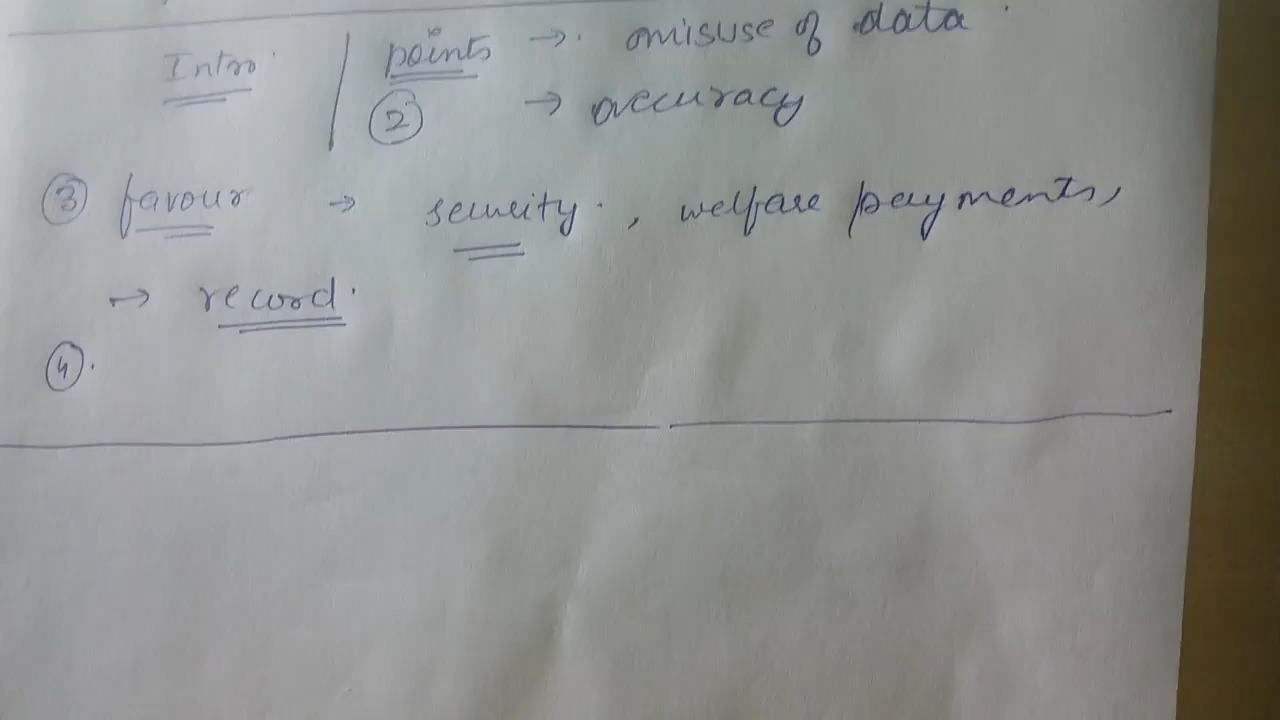 Intro | points → misuse of data
② → accuracy
③ favour → security, welfare payments,
→ record.
④.